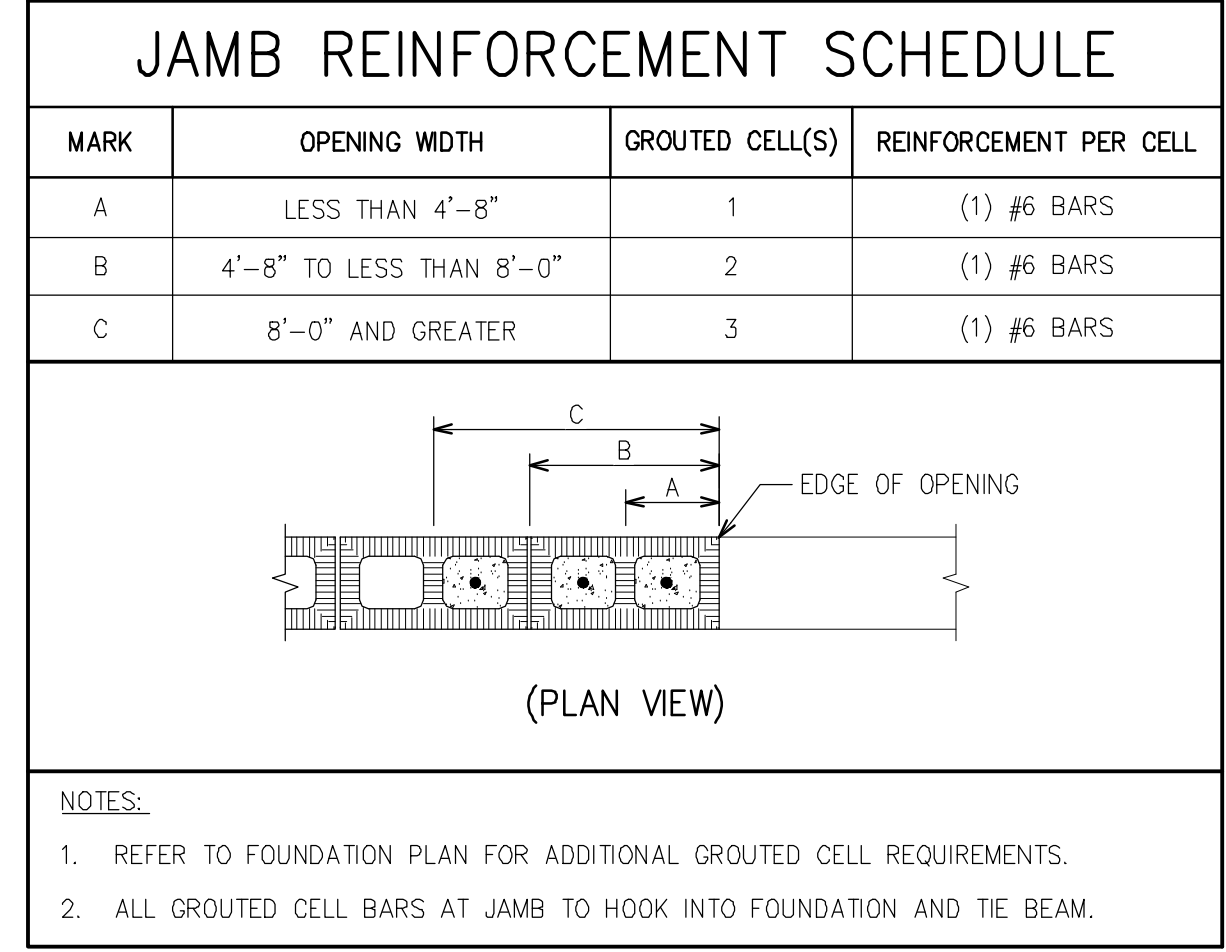 JAMB REINFORCEMENT SCHEDULE
MARK OPENING WIDTH GROUTED CELL(S) REINFORCEMENT PER CELL
A LESS THAN 4'-8" 1 (1) #6 BARS
B 4'-8" TO LESS THAN 8'-0" 2 (1) #6 BARS
C 8'-0" AND GREATER 3 (1) #6 BARS
C
B
A
EDGE OF OPENING
(PLAN VIEW)
NOTES:
1. REFER TO FOUNDATION PLAN FOR ADDITIONAL GROUTED CELL REQUIREMENTS.
2. ALL GROUTED CELL BARS AT JAMB TO HOOK INTO FOUNDATION AND TIE BEAM.